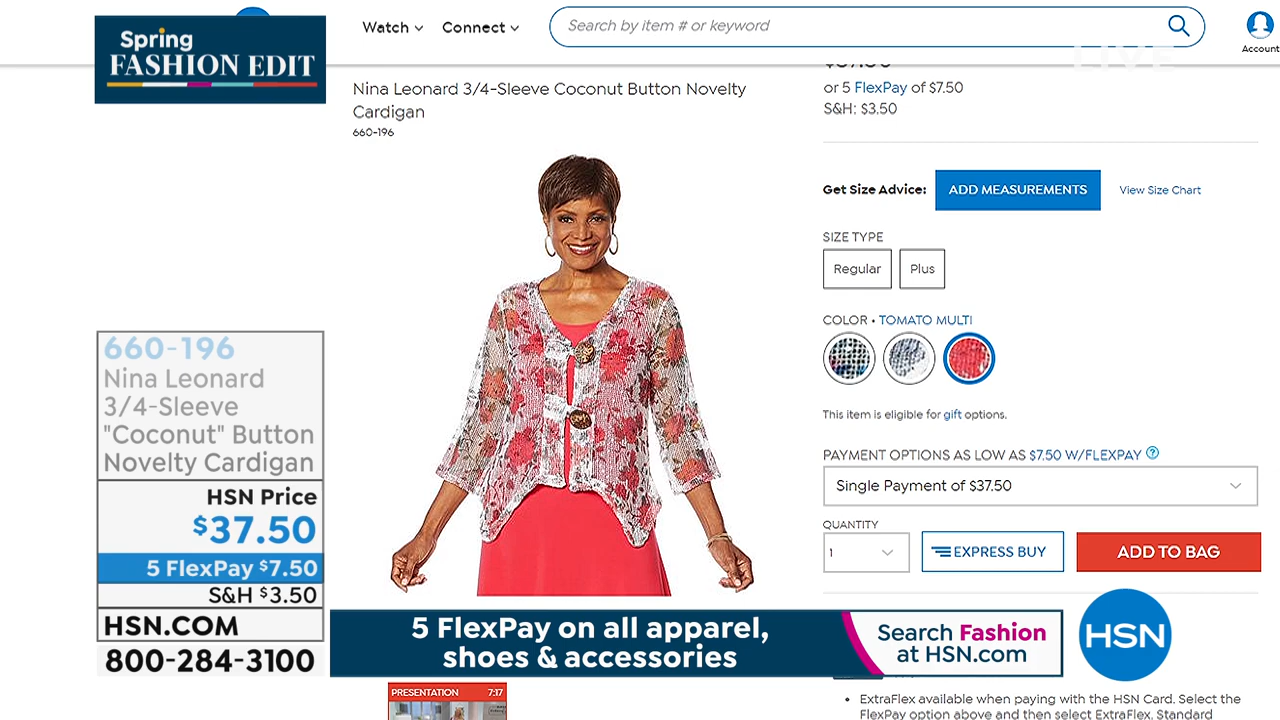 Spring
FASHION EDIT
Watch
Connect
Search by item # or keyword
Account
LIVE
Nina Leonard 3/4-Sleeve Coconut Button Novelty
Cardigan
660-196
$37.50
or 5 FlexPay of $7.50
S&H: $3.50
Get Size Advice:
ADD MEASUREMENTS
View Size Chart
SIZE TYPE
Regular
Plus
COLOR • TOMATO MULTI
This item is eligible for gift options.
PAYMENT OPTIONS AS LOW AS $7.50 W/FLEXPAY ?
Single Payment of $37.50
QUANTITY
1
EXPRESS BUY
ADD TO BAG
660-196
Nina Leonard
3/4-Sleeve
"Coconut" Button
Novelty Cardigan
HSN Price
$37.50
5 FlexPay $7.50
S&H $3.50
HSN.COM
800-284-3100
5 FlexPay on all apparel,
shoes & accessories
Search Fashion
at HSN.com
HSN
PRESENTATION 7:17
• ExtraFlex available when paying with the HSN Card. Select the
FlexPay option above and then select ExtraFlex. Standard